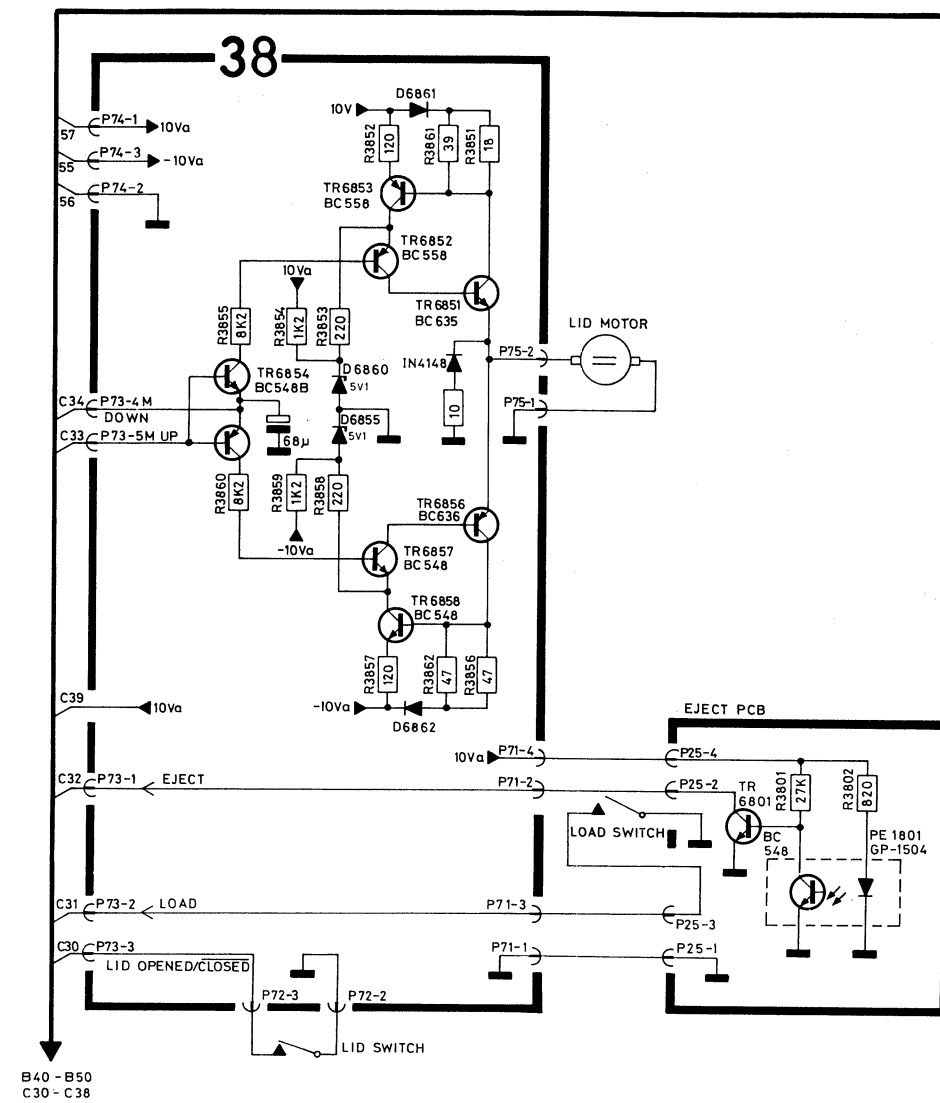 38
D6861
10V
R3852
120
R3861
39
R3851
18
57
P74-1
10Va
55
P74-3
-10Va
56
P74-2
TR6853
BC558
TR6852
BC558
10Va
TR6851
BC635
R3855
8K2
R3854
1K2
R3853
220
LID MOTOR
P75-2
IN4148
TR6854
BC548B
D6860
5V1
C34
P73-4M
DOWN
P75-1
10
D6855
5V1
C33
P73-5M UP
68µ
R3860
8K2
R3859
1K2
R3858
220
TR6856
BC636
-10Va
TR6857
BC548
TR6858
BC548
R3857
120
R3862
47
R3856
47
C39
10Va
-10Va
D6862
EJECT PCB
10Va
P71-4
P25-4
C32
P73-1
EJECT
P71-2
P25-2
TR
6801
R3801
27K
R3802
820
LOAD SWITCH
BC
548
PE 1801
GP-1504
C31
P73-2
LOAD
P71-3
P25-3
C30
P73-3
P71-1
P25-1
LID OPENED/CLOSED
P72-3
P72-2
LID SWITCH
B40-B50
C30-C38